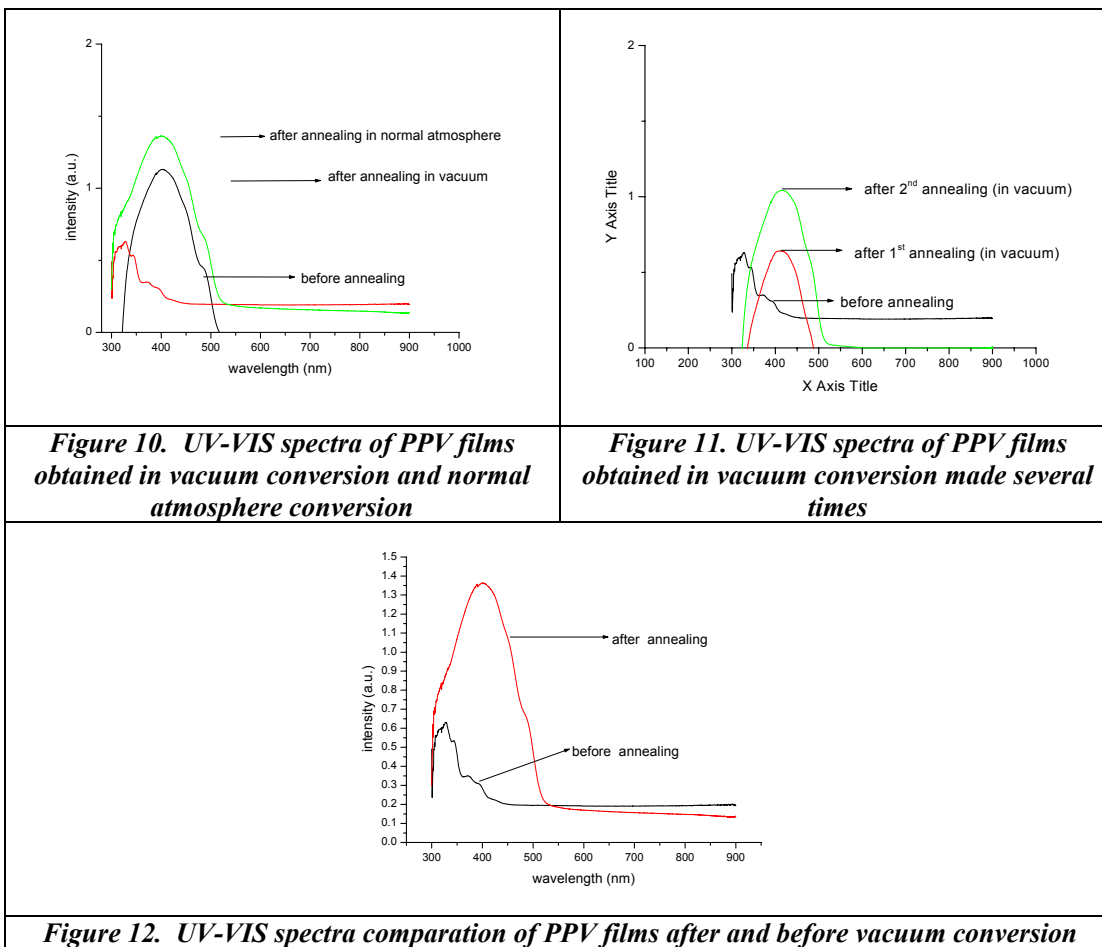 2
1
0
intensity (a.u.)
after annealing in normal atmosphere
after annealing in vacuum
before annealing
300 400 500 600 700 800 900 1000
wavelength (nm)
2
1
0
Y Axis Title
after 2nd annealing (in vacuum)
after 1st annealing (in vacuum)
before annealing
100 200 300 400 500 600 700 800 900 1000
X Axis Title
Figure 10. UV-VIS spectra of PPV films
obtained in vacuum conversion and normal
atmosphere conversion
Figure 11. UV-VIS spectra of PPV films
obtained in vacuum conversion made several
times
1.5
1.4
1.3
1.2
1.1
1.0
0.9
0.8
0.7
0.6
0.5
0.4
0.3
0.2
0.1
0.0
intensity (a.u.)
after annealing
before annealing
300 400 500 600 700 800 900
wavelength (nm)
Figure 12. UV-VIS spectra comparation of PPV films after and before vacuum conversion